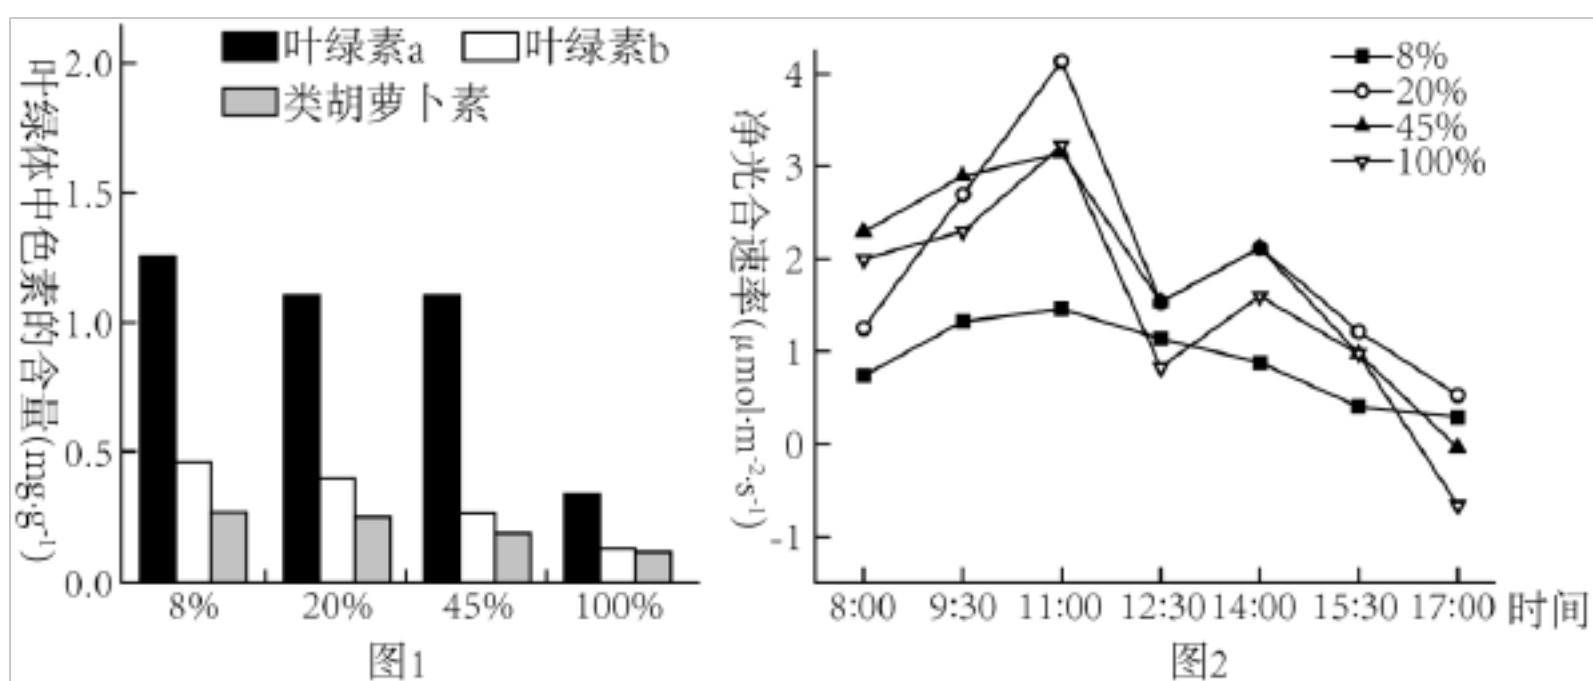 叶绿素a 叶绿素b
类胡萝卜素
叶绿体中色素的含量(mg·g⁻¹)
2.0
1.5
1.0
0.5
0.0
8% 20% 45% 100%
图1
净光合速率(μmol·m⁻²·s⁻¹)
4
3
2
1
0
-1
8%
20%
45%
100%
8:00 9:30 11:00 12:30 14:00 15:30 17:00 时间
图2